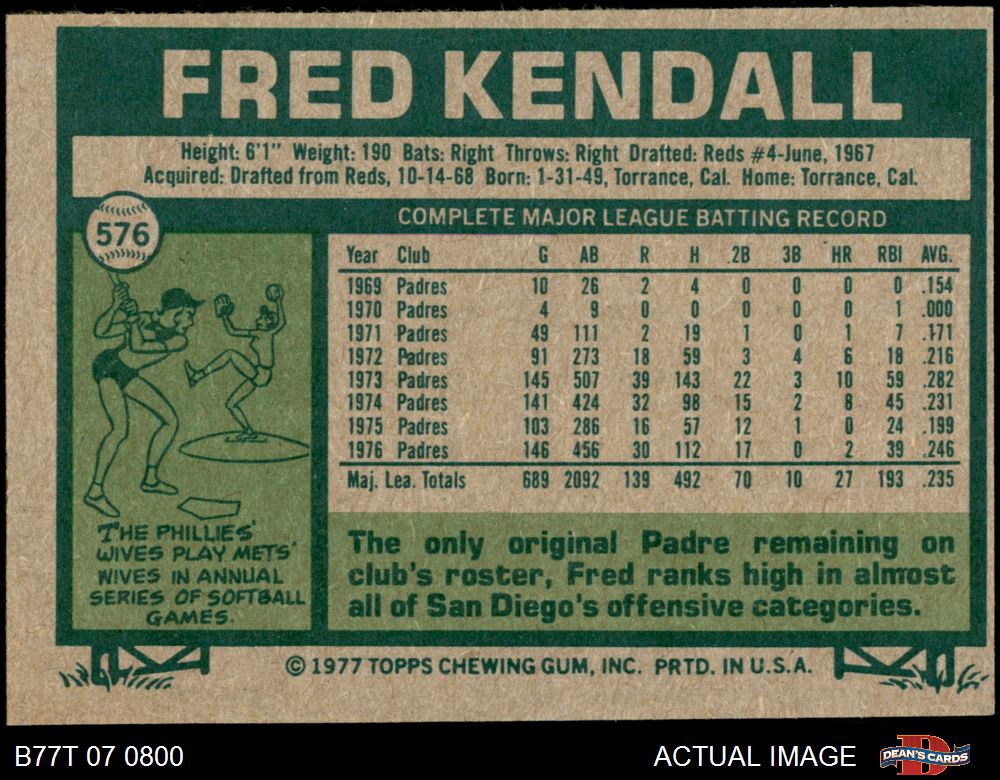 FRED KENDALL
Height: 6'1" Weight: 190 Bats: Right Throws: Right Drafted: Reds #4-June, 1967
Acquired: Drafted from Reds, 10-14-68 Born: 1-31-49, Torrance, Cal. Home: Torrance, Cal.
576
THE PHILLIES'
WIVES PLAY METS'
WIVES IN ANNUAL
SERIES OF SOFTBALL
GAMES.
COMPLETE MAJOR LEAGUE BATTING RECORD
Year Club G AB R H 2B 3B HR RBI AVG.
1969 Padres 10 26 2 4 0 0 0 0 .154
1970 Padres 4 9 0 0 0 0 0 1 .000
1971 Padres 49 111 2 19 1 0 1 7 .171
1972 Padres 91 273 18 59 3 4 6 18 .216
1973 Padres 145 507 39 143 22 3 10 59 .282
1974 Padres 141 424 32 98 15 2 8 45 .231
1975 Padres 103 286 16 57 12 1 0 24 .199
1976 Padres 146 456 30 112 17 0 2 39 .246
Maj. Lea. Totals 689 2092 139 492 70 10 27 193 .235
The only original Padre remaining on
club's roster, Fred ranks high in almost
all of San Diego's offensive categories.
© 1977 TOPPS CHEWING GUM, INC. PRTD. IN U.S.A.
B77T 07 0800
ACTUAL IMAGE
D
DEAN'S CARDS